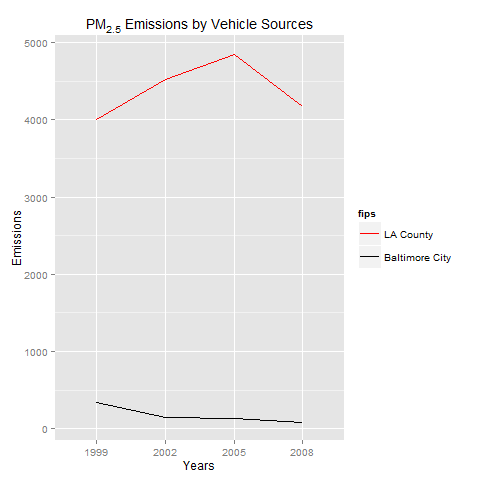 PM2.5 Emissions by Vehicle Sources
5000
4000
3000
2000
1000
0
Emissions
1999 2002 2005 2008
Years
fips
LA County
Baltimore City